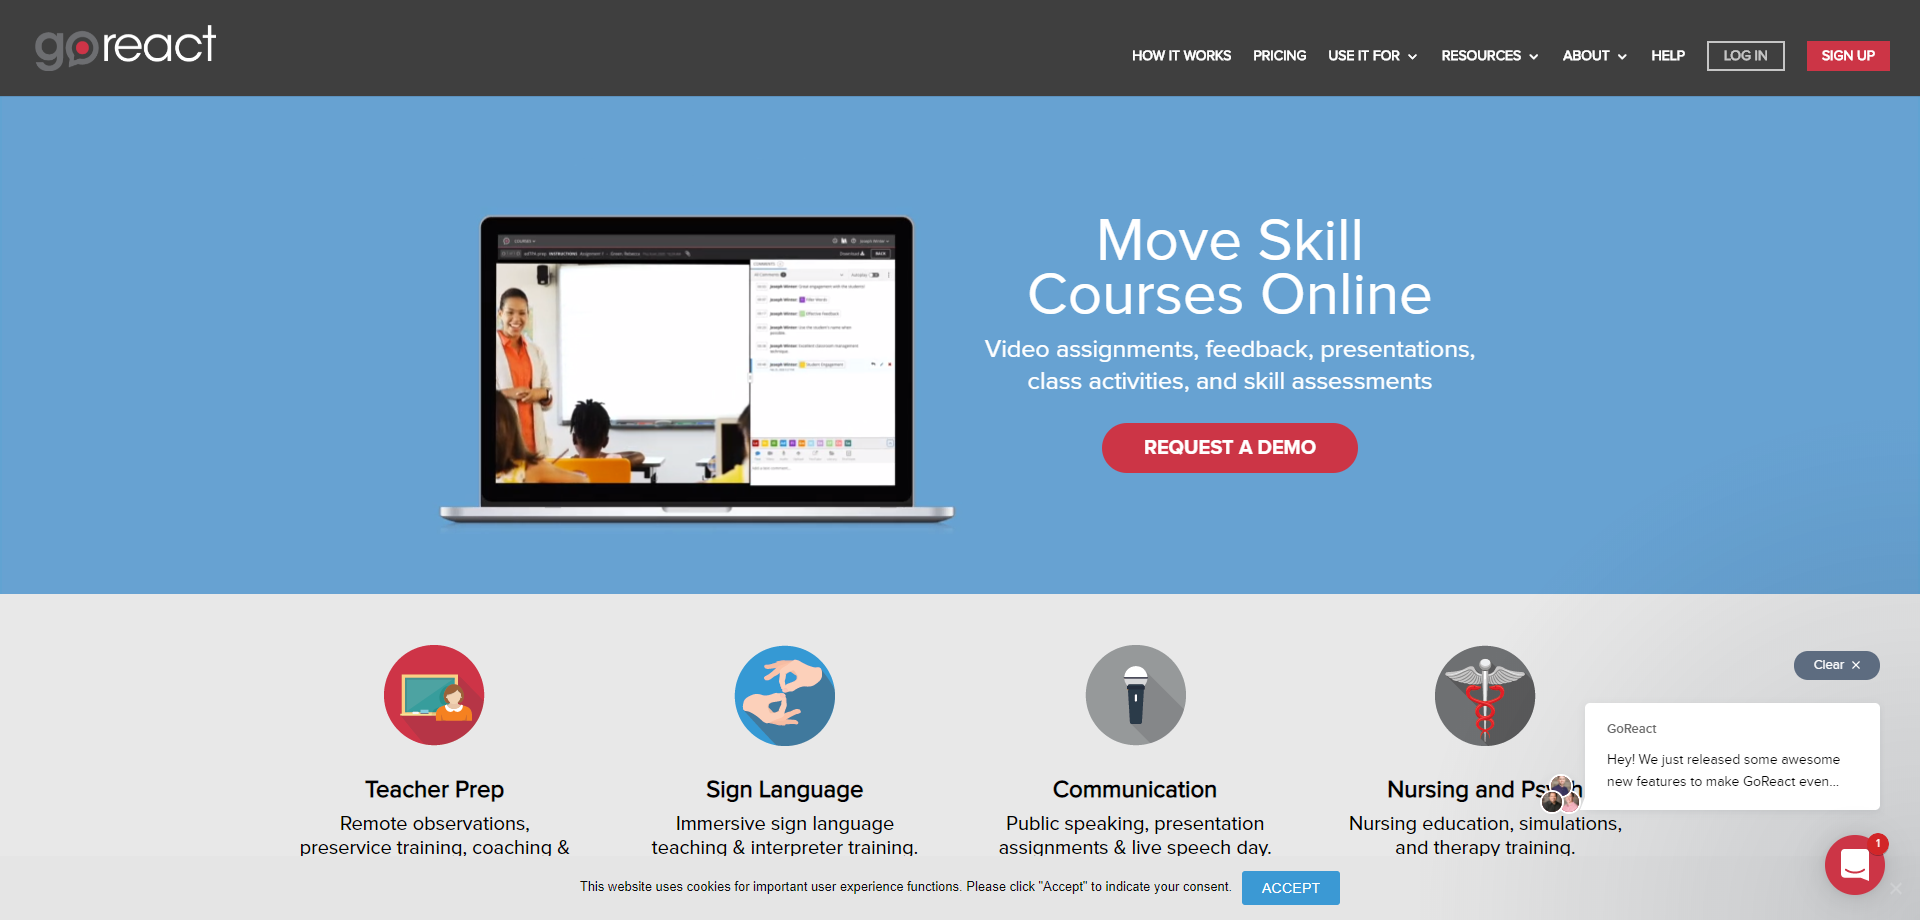 goreact
HOW IT WORKS
PRICING
USE IT FOR
RESOURCES
ABOUT
HELP
LOG IN
SIGN UP
Move Skill
Courses Online
Video assignments, feedback, presentations,
class activities, and skill assessments
REQUEST A DEMO
Teacher Prep
Remote observations,
preservice training, coaching &
Sign Language
Immersive sign language
teaching & interpreter training.
Communication
Public speaking, presentation
assignments & live speech day.
Nursing and
Nursing education, simulations,
and therapy training.
Clear ×
GoReact
Hey! We just released some awesome
new features to make GoReact even...
1
This website uses cookies for important user experience functions. Please click "Accept" to indicate your consent.
ACCEPT